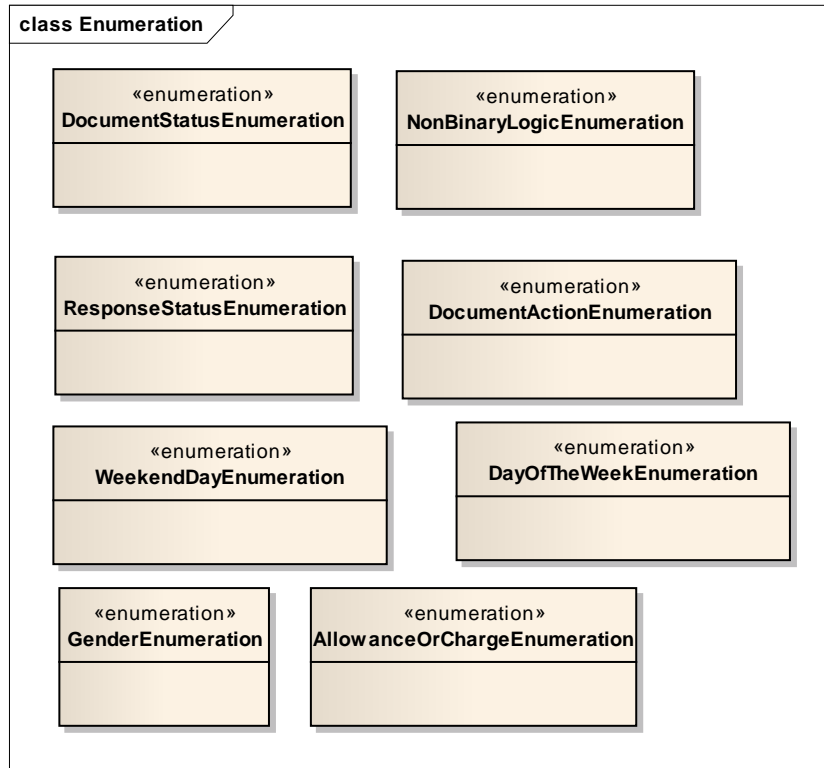 class Enumeration
«enumeration»
DocumentStatusEnumeration
«enumeration»
NonBinaryLogicEnumeration
«enumeration»
ResponseStatusEnumeration
«enumeration»
DocumentActionEnumeration
«enumeration»
WeekendDayEnumeration
«enumeration»
DayOfTheWeekEnumeration
«enumeration»
GenderEnumeration
«enumeration»
AllowanceOrChargeEnumeration